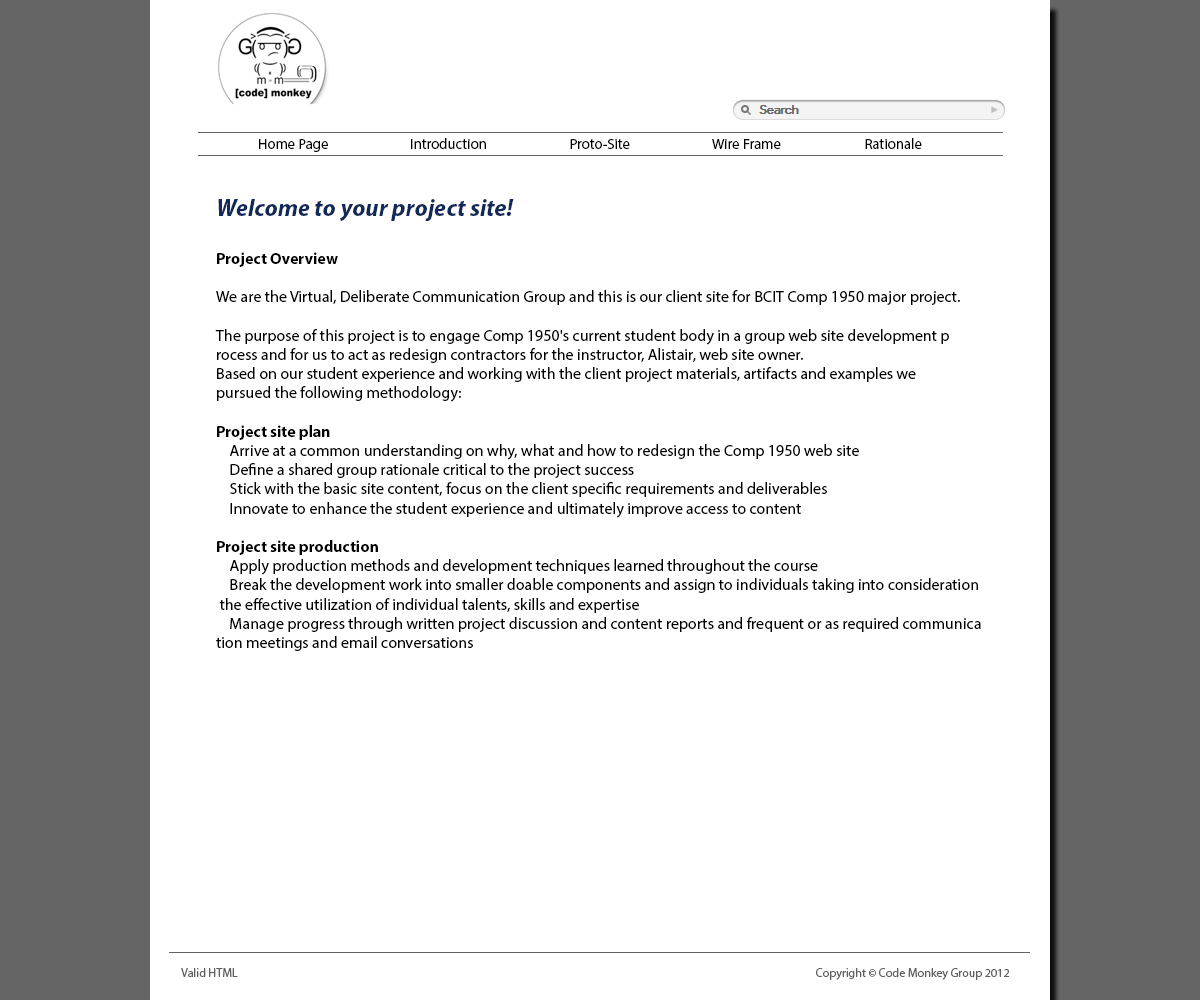 [code] monkey
Search
Home Page Introduction Proto-Site Wire Frame Rationale
Welcome to your project site!
Project Overview
We are the Virtual, Deliberate Communication Group and this is our client site for BCIT Comp 1950 major project.
The purpose of this project is to engage Comp 1950's current student body in a group web site development p
rocess and for us to act as redesign contractors for the instructor, Alistair, web site owner.
Based on our student experience and working with the client project materials, artifacts and examples we
pursued the following methodology:
Project site plan
Arrive at a common understanding on why, what and how to redesign the Comp 1950 web site
Define a shared group rationale critical to the project success
Stick with the basic site content, focus on the client specific requirements and deliverables
Innovate to enhance the student experience and ultimately improve access to content
Project site production
Apply production methods and development techniques learned throughout the course
Break the development work into smaller doable components and assign to individuals taking into consideration
the effective utilization of individual talents, skills and expertise
Manage progress through written project discussion and content reports and frequent or as required communica
tion meetings and email conversations
Valid HTML
Copyright © Code Monkey Group 2012